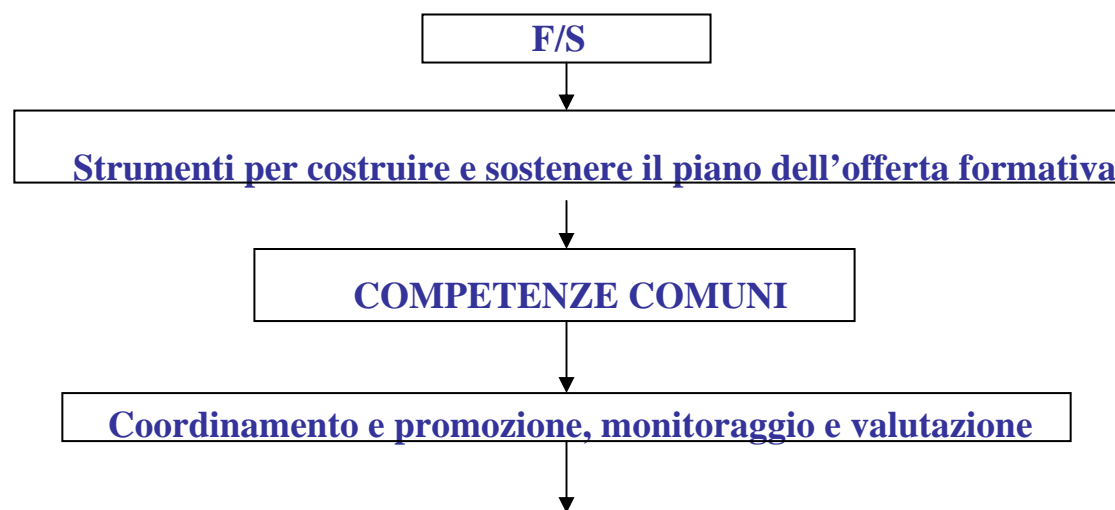 F/S
Strumenti per costruire e sostenere il piano dell’offerta formativa
COMPETENZE COMUNI
Coordinamento e promozione, monitoraggio e valutazione